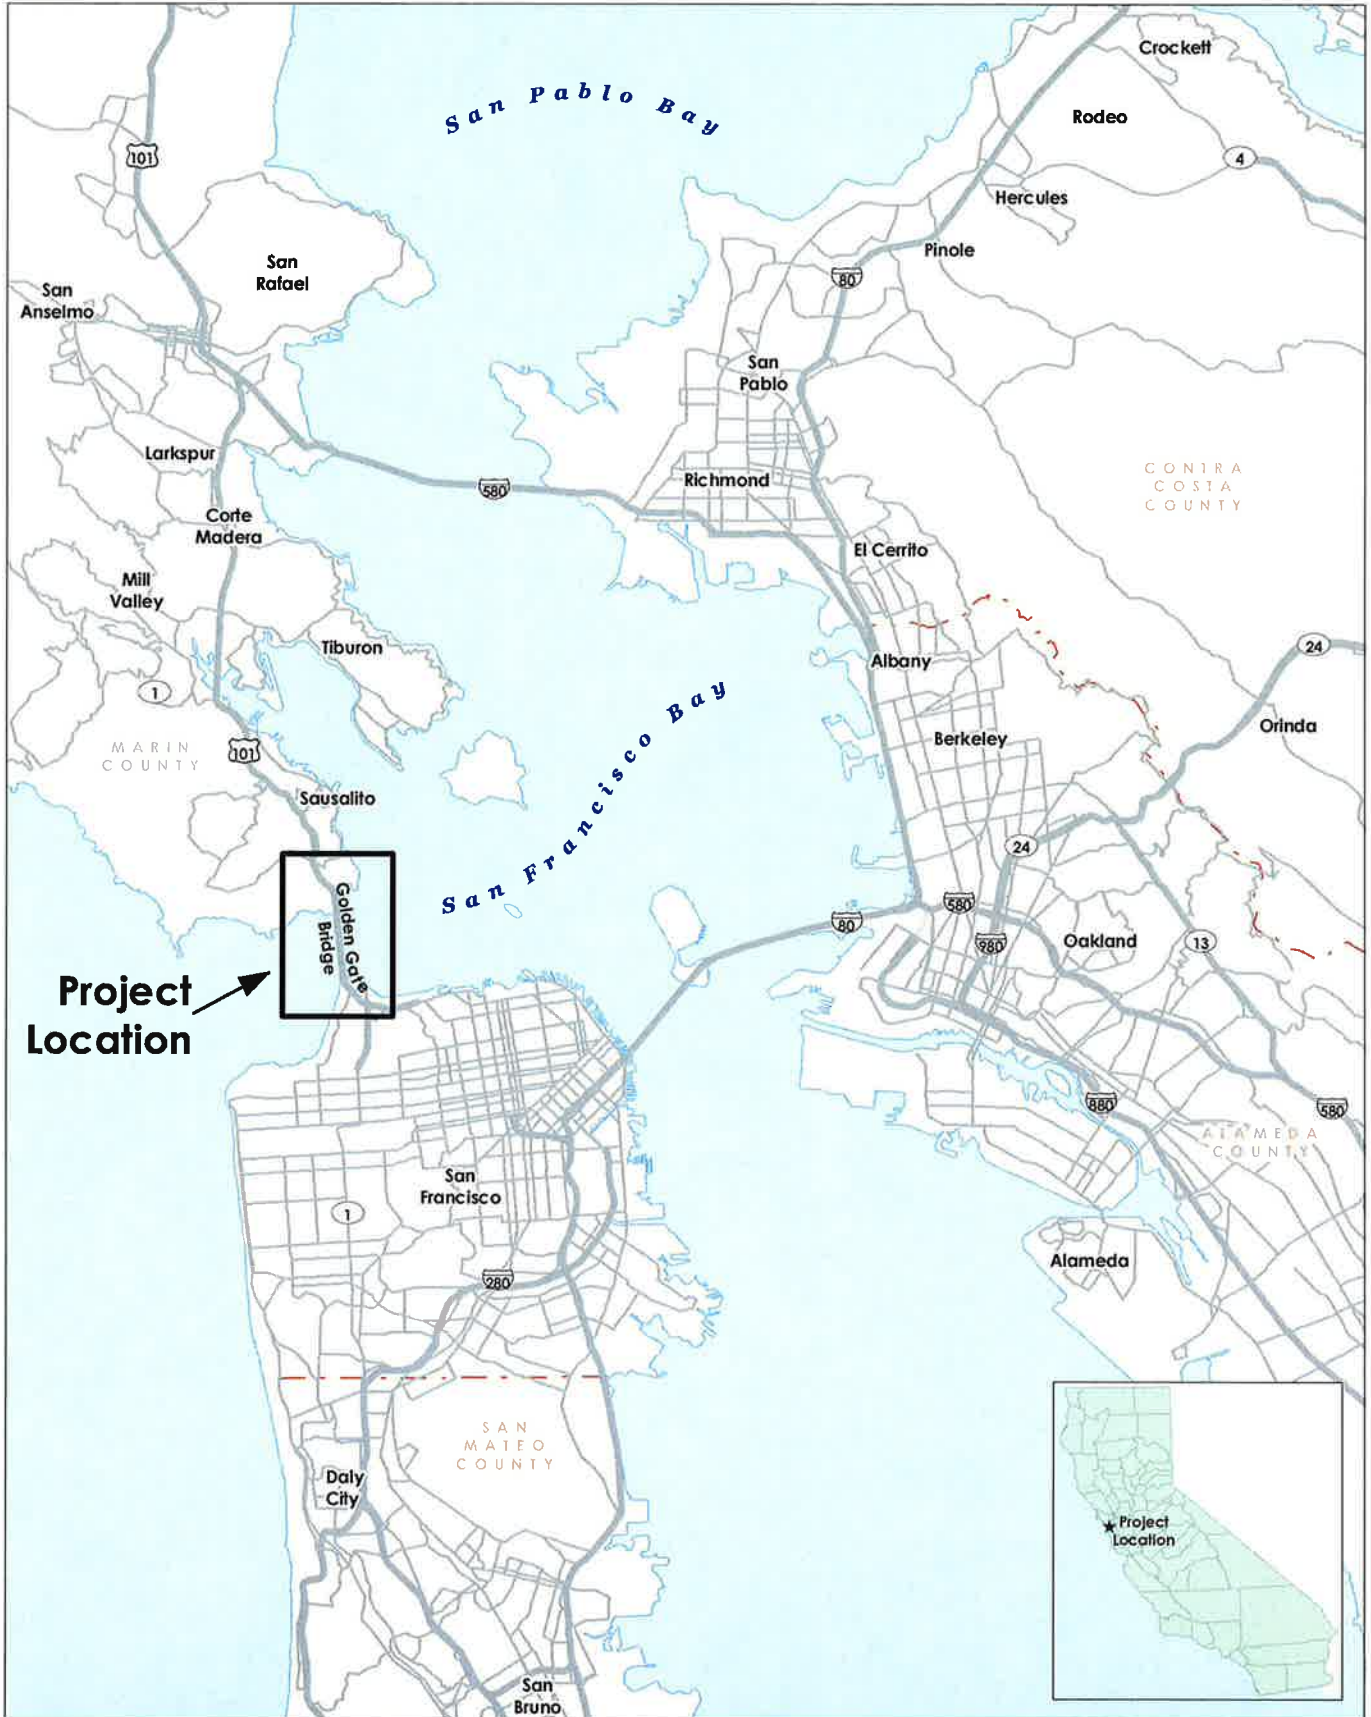 Crockett
San Pablo Bay
Rodeo
101
4
Hercules
Pinole
San
Rafael
80
San
Anselmo
San
Pablo
Larkspur
CONTRA
COSTA
COUNTY
Richmond
580
Corte
Madera
El Cerrito
Mill
Valley
Tiburon
24
Albany
1
San Francisco Bay
Orinda
Berkeley
MARIN
COUNTY
101
Sausalito
24
Golden Gate
Bridge
580
80
980
Oakland
13
Project
Location
880
580
ALAMEDA
COUNTY
San
Francisco
1
Alameda
280
SAN
MATEO
COUNTY
Daly
City
Project
Location
San
Bruno